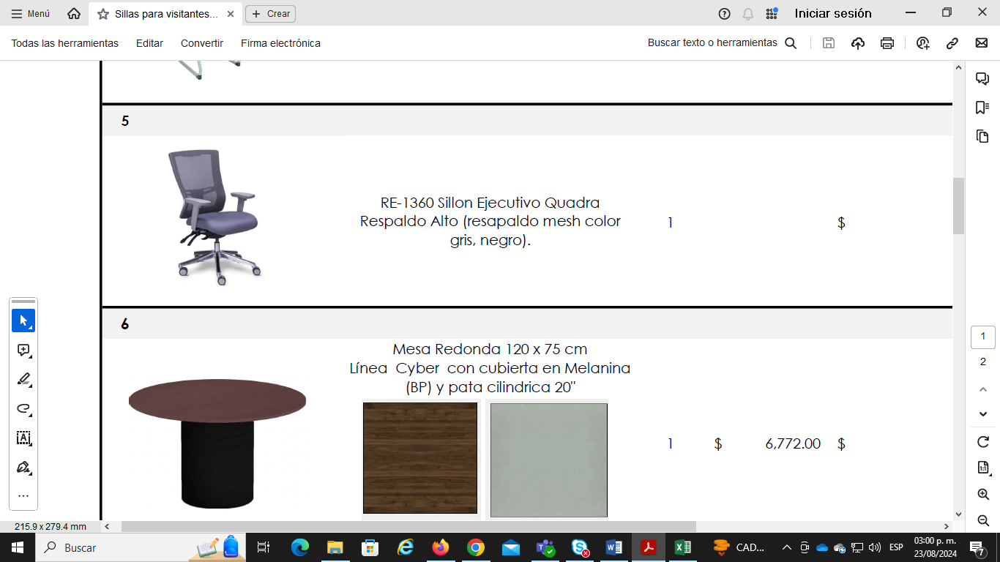 Menú
Sillas para visitantes...
Crear
Iniciar sesión
Todas las herramientas
Editar
Convertir
Firma electrónica
Buscar texto o herramientas
5
RE-1360 Sillon Ejecutivo Quadra
Respaldo Alto (resapaldo mesh color
gris, negro).
1
$
6
Mesa Redonda 120 x 75 cm
Línea Cyber con cubierta en Melanina
(BP) y pata cilindrica 20"
1 $ 6,772.00 $
1
2
1:1
215.9 x 279.4 mm
Buscar
CAD...
ESP
03:00 p. m.
23/08/2024
7